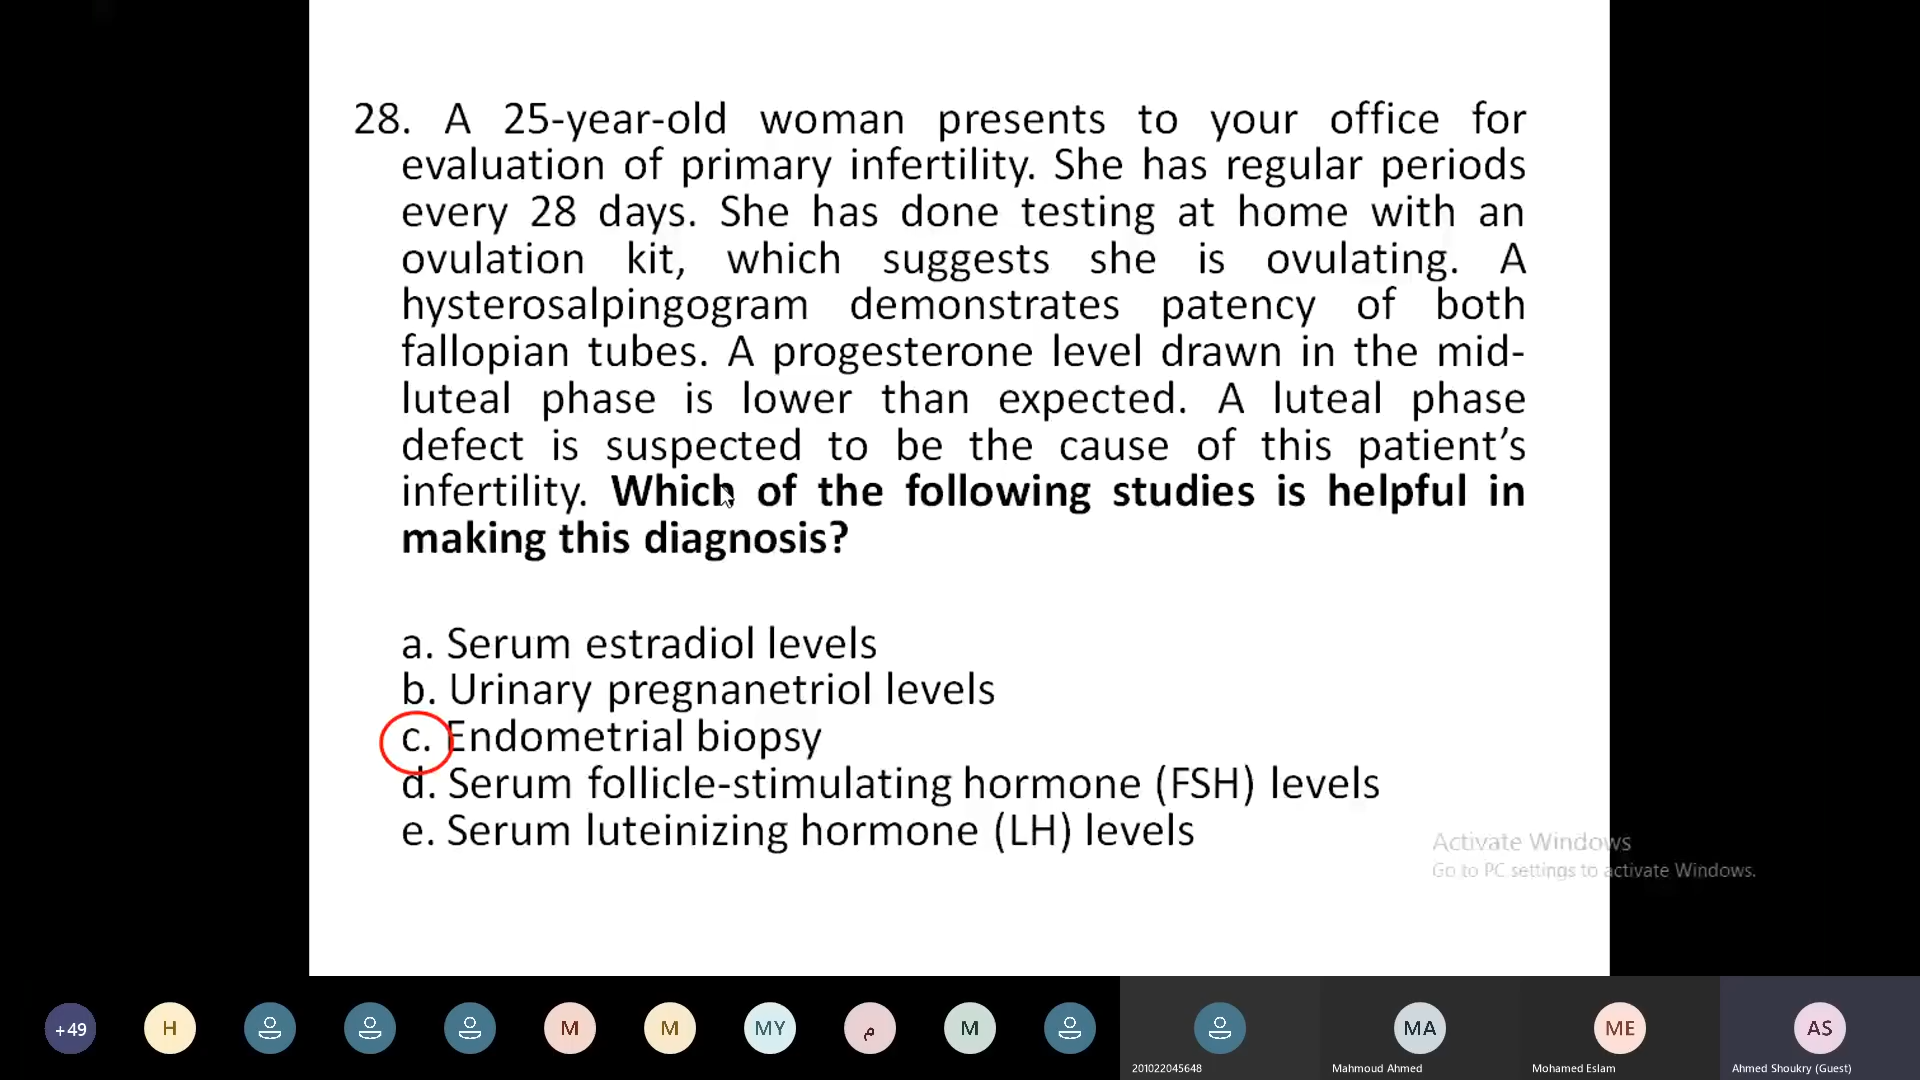 28. A 25-year-old woman presents to your office for
evaluation of primary infertility. She has regular periods
every 28 days. She has done testing at home with an
ovulation kit, which suggests she is ovulating. A
hysterosalpingogram demonstrates patency of both
fallopian tubes. A progesterone level drawn in the mid-
luteal phase is lower than expected. A luteal phase
defect is suspected to be the cause of this patient’s
infertility. Which of the following studies is helpful in
making this diagnosis?
a. Serum estradiol levels
b. Urinary pregnanetriol levels
c. Endometrial biopsy
d. Serum follicle-stimulating hormone (FSH) levels
e. Serum luteinizing hormone (LH) levels
Activate Windows
Go to PC settings to activate Windows.
+49 H M M MY م M MA ME AS
201022045648 Mahmoud Ahmed Mohamed Eslam Ahmed Shoukry (Guest)